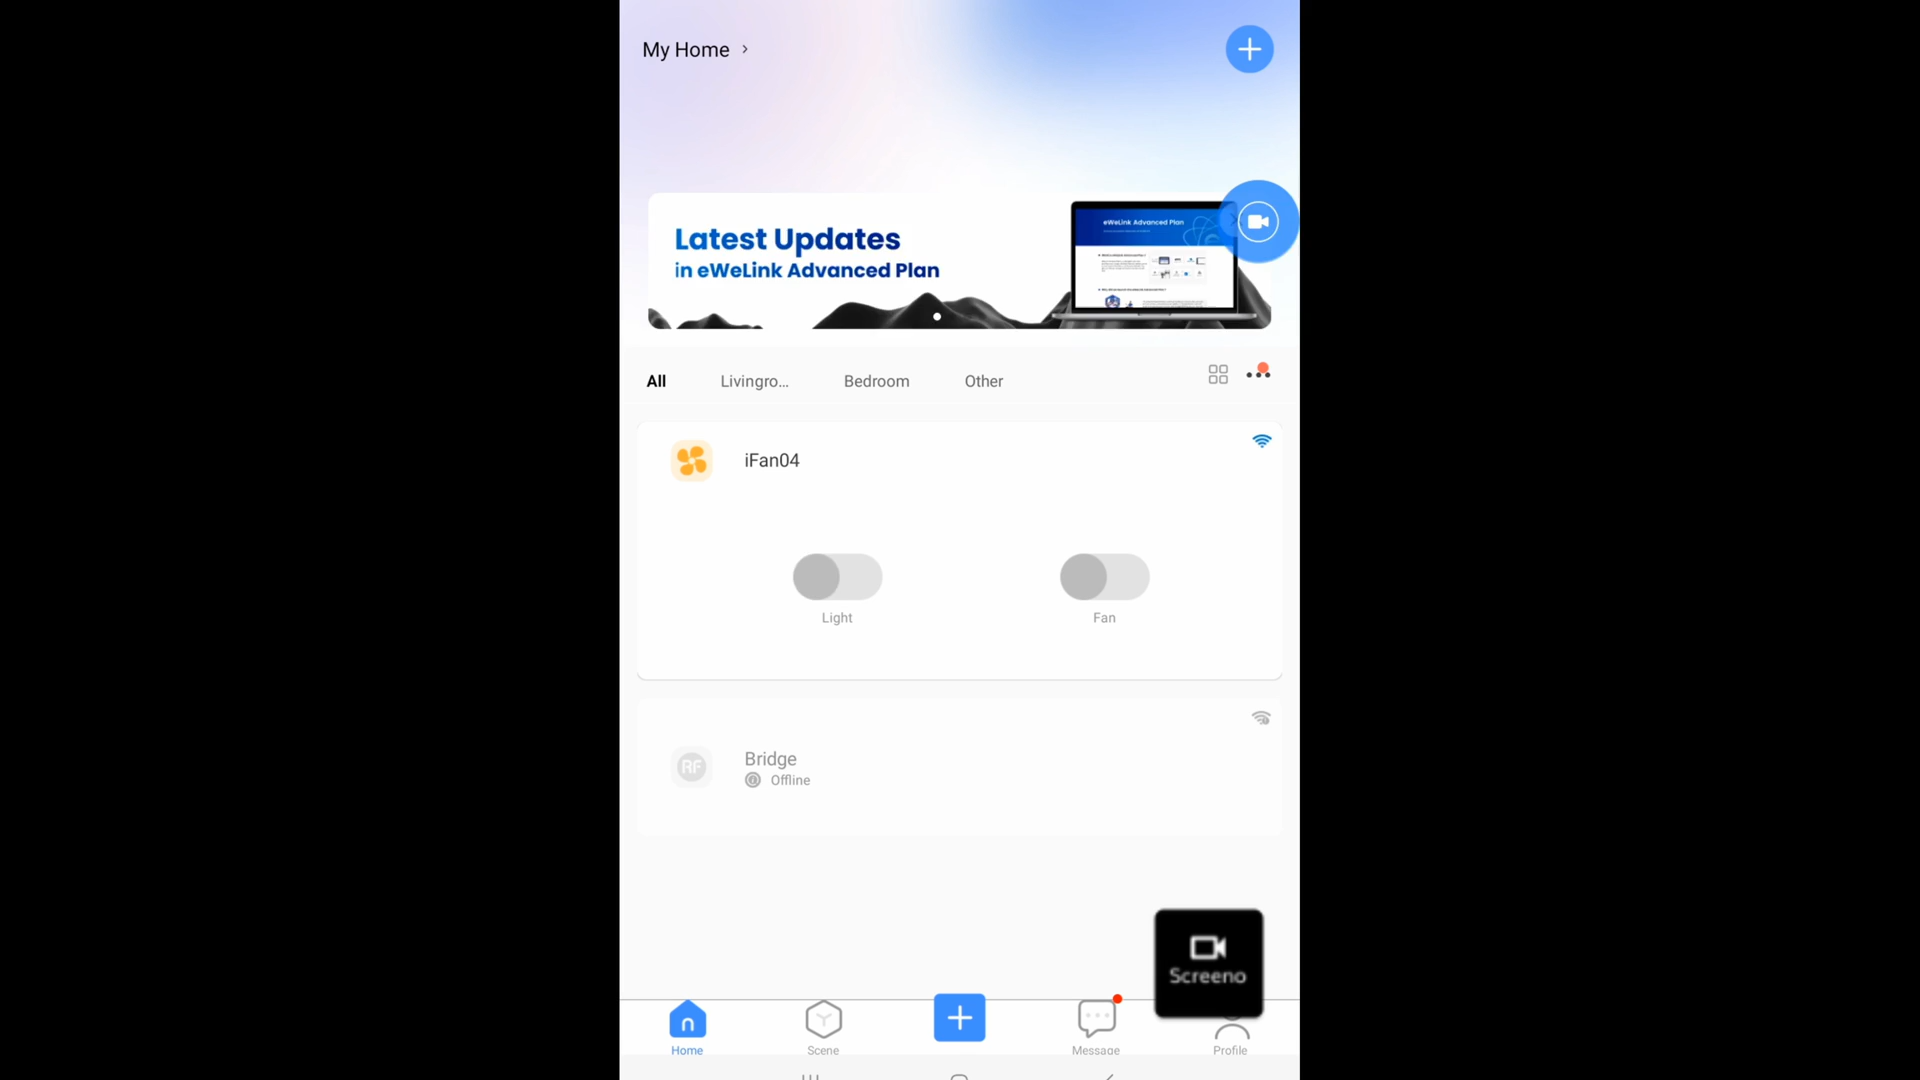 My Home
Latest Updates
in eWeLink Advanced Plan
eWeLink Advanced Plan
All
Livingro...
Bedroom
Other
iFan04
Light
Fan
RF
Bridge
Offline
Screeno
Home
Scene
Message
Profile